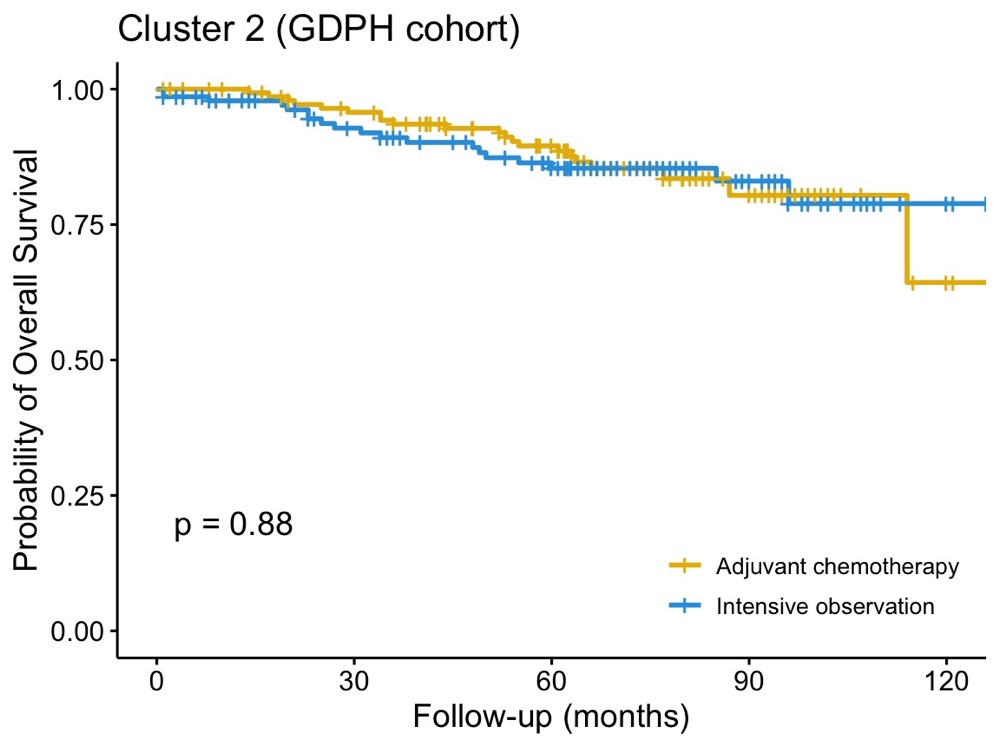 Cluster 2 (GDPH cohort)
Probability of Overall Survival
1.00
0.75
0.50
0.25
0.00
p = 0.88
Adjuvant chemotherapy
Intensive observation
0 30 60 90 120
Follow-up (months)